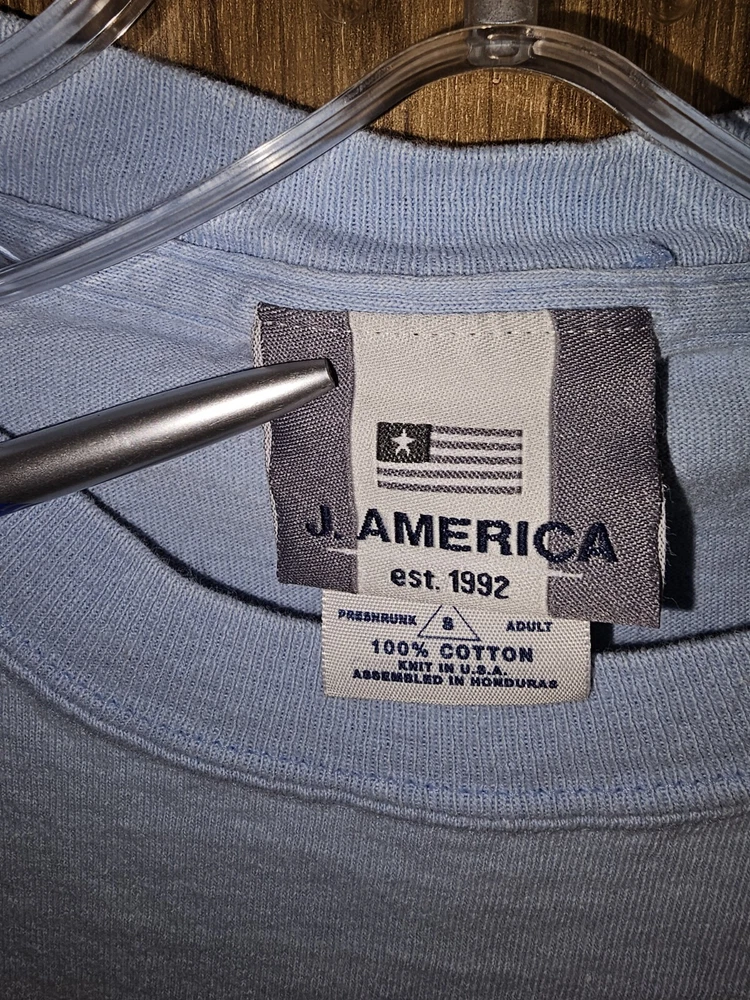 J. AMERICA
est. 1992
PRESHRUNK S ADULT
100% COTTON
KNIT IN U.S.A.
ASSEMBLED IN HONDURAS